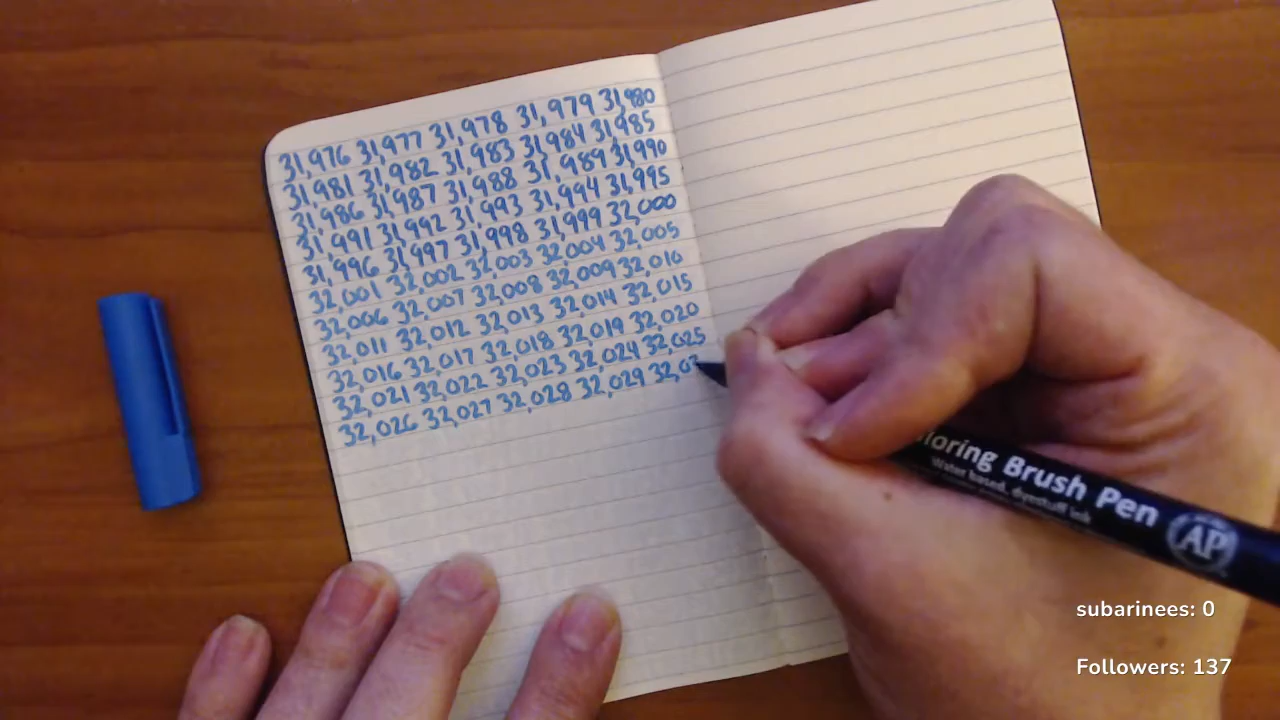 31,976 31,977 31,978 31,979 31,980
31,981 31,982 31,983 31,984 31,985
31,986 31,987 31,988 31,989 31,990
31,991 31,992 31,993 31,994 31,995
31,996 31,997 31,998 31,999 32,000
32,001 32,002 32,003 32,004 32,005
32,006 32,007 32,008 32,009 32,010
32,011 32,012 32,013 32,014 32,015
32,016 32,017 32,018 32,019 32,020
32,021 32,022 32,023 32,024 32,025
32,026 32,027 32,028 32,029 32,03
loring Brush Pen
Water based, dyestuff ink
AP
subarinees: 0
Followers: 137